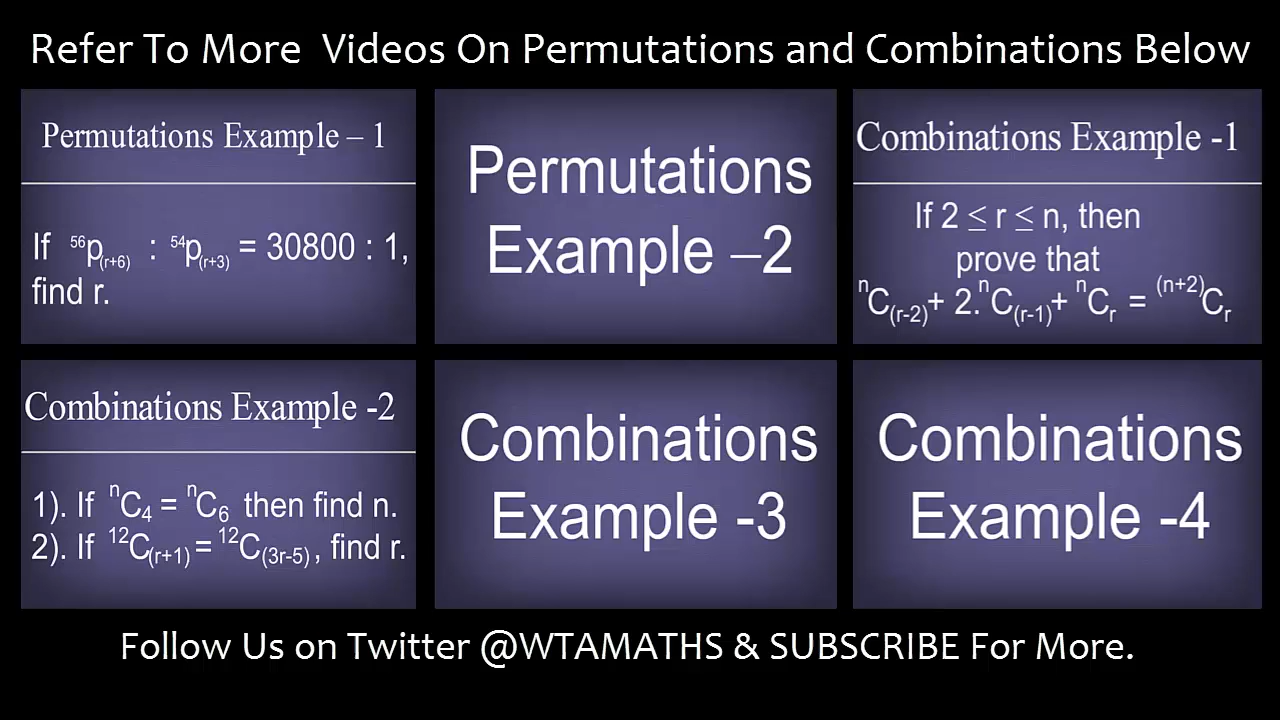 Refer To More  Videos On Permutations and Combinations Below
Permutations Example – 1
If ⁵⁶p₍ᵣ₊₆₎ : ⁵⁴p₍ᵣ₊₃₎ = 30800 : 1,
find r.
Permutations
Example –2
Combinations Example -1
If 2 ≤ r ≤ n, then
prove that
ⁿC₍ᵣ₋₂₎+ 2.ⁿC₍ᵣ₋₁₎+ ⁿCᵣ = ⁽ⁿ⁺²⁾Cᵣ
Combinations Example -2
1). If ⁿC₄ = ⁿC₆ then find n.
2). If ¹²C₍ᵣ₊₁₎ = ¹²C₍₃ᵣ₋₅₎, find r.
Combinations
Example -3
Combinations
Example -4
Follow Us on Twitter @WTAMATHS & SUBSCRIBE For More.